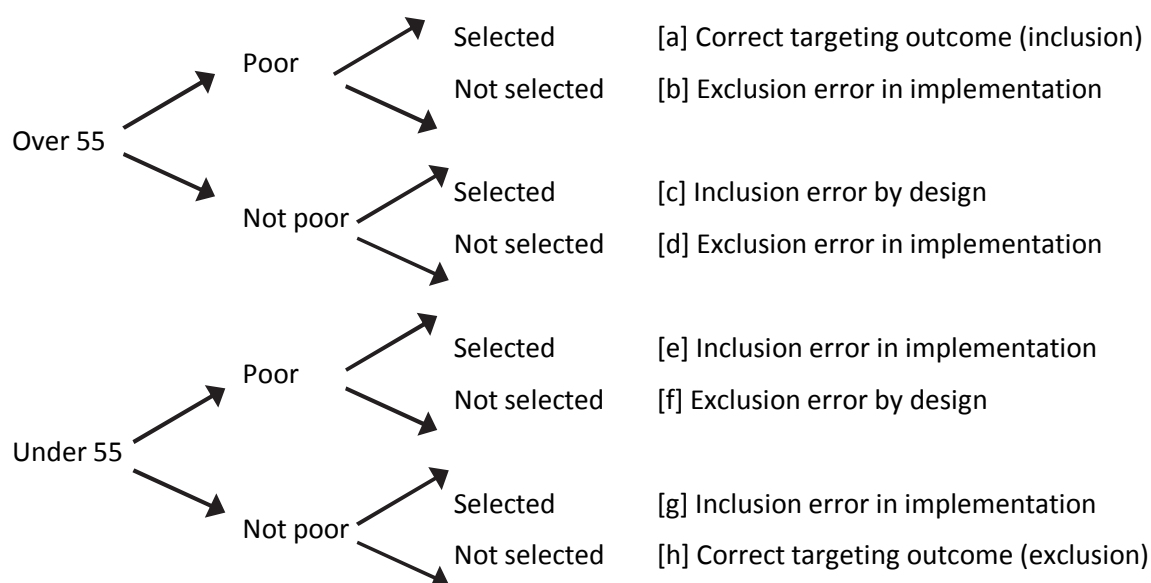 Selected [a] Correct targeting outcome (inclusion)
Poor
Not selected [b] Exclusion error in implementation
Over 55
Selected [c] Inclusion error by design
Not poor
Not selected [d] Exclusion error in implementation
Selected [e] Inclusion error in implementation
Poor
Not selected [f] Exclusion error by design
Under 55
Selected [g] Inclusion error in implementation
Not poor
Not selected [h] Correct targeting outcome (exclusion)